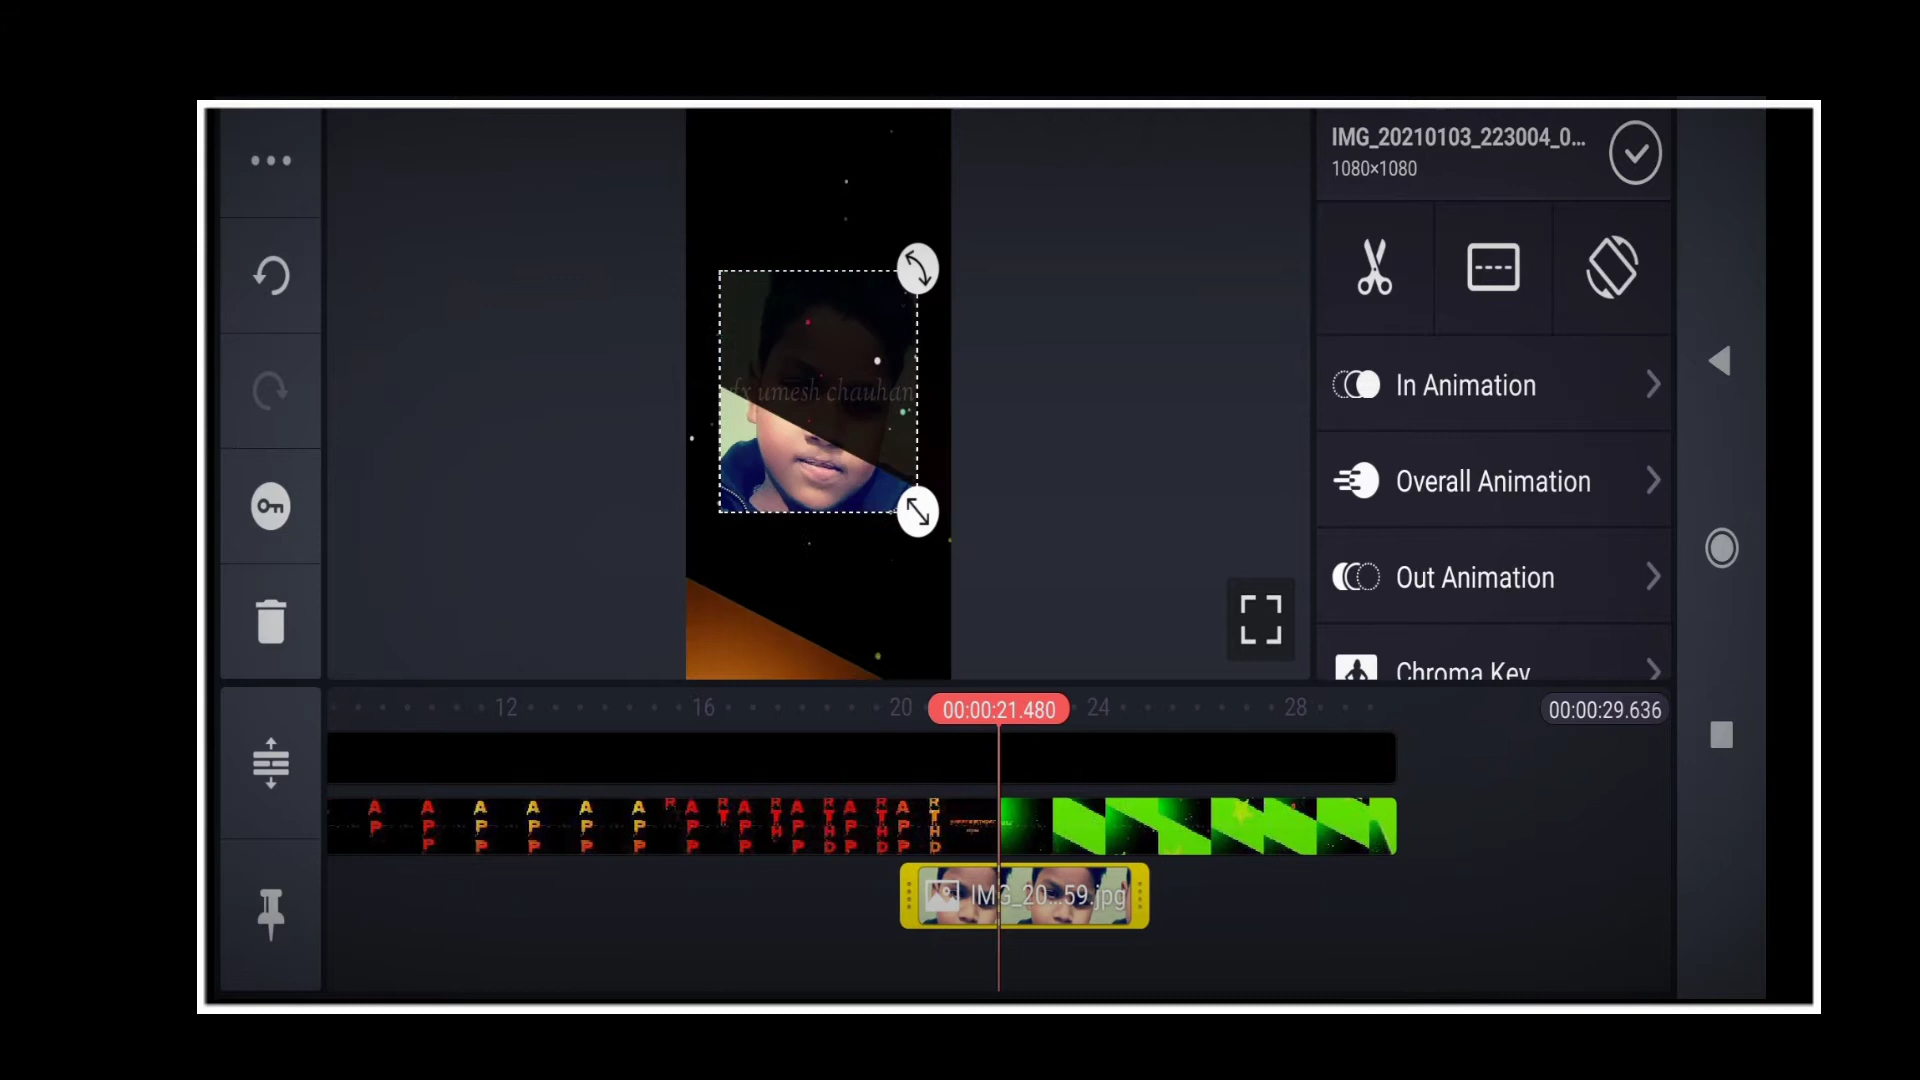 IMG_20210103_223004_0...
1080×1080
fx umesh chauhan
In Animation
Overall Animation
Out Animation
Chroma Key
12
16
20
00:00:21.480
24
28
00:00:29.636
A P
A P P
A P P
A P P
A P P
A P P
R
A P P
R T
A P P
R T H
A P P
R T H D
A P P
R T H D
A P P
R T H D
IMG_20...59.jpg